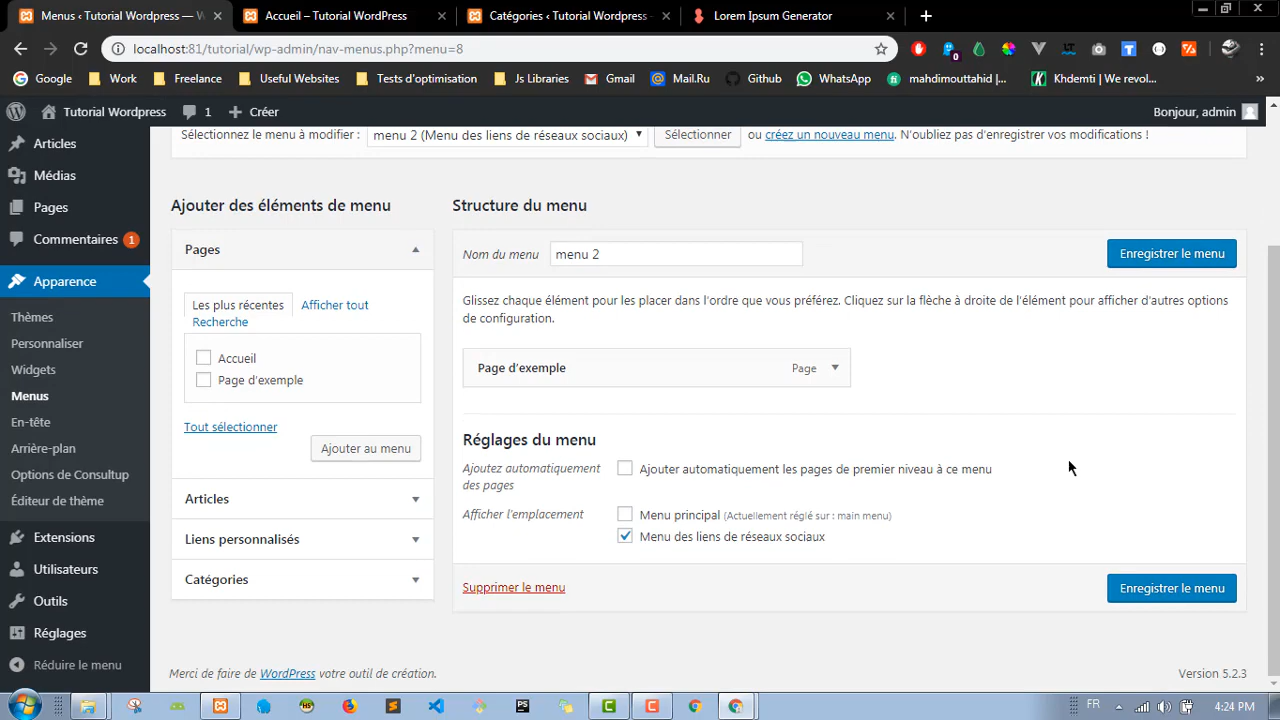 Menus ‹ Tutorial Wordpress — W
Accueil – Tutorial WordPress
Catégories ‹ Tutorial Wordpress
Lorem Ipsum Generator
localhost:81/tutorial/wp-admin/nav-menus.php?menu=8
0
Google
Work
Freelance
Useful Websites
Tests d'optimisation
Js Libraries
Gmail
Mail.Ru
Github
WhatsApp
mahdimouttahid |...
Khdemti | We revol...
»
Tutorial Wordpress
1
Créer
Bonjour, admin
Articles
Médias
Pages
Commentaires 1
Apparence
Thèmes
Personnaliser
Widgets
Menus
En-tête
Arrière-plan
Options de Consultup
Éditeur de thème
Extensions
Utilisateurs
Outils
Réglages
Réduire le menu
Sélectionnez le menu à modifier : menu 2 (Menu des liens de réseaux sociaux) Sélectionner ou créez un nouveau menu. N'oubliez pas d'enregistrer vos modifications !
Ajouter des éléments de menu
Pages
Les plus récentes
Afficher tout
Recherche
Accueil
Page d'exemple
Tout sélectionner
Ajouter au menu
Articles
Liens personnalisés
Catégories
Structure du menu
Nom du menu menu 2
Enregistrer le menu
Glissez chaque élément pour les placer dans l'ordre que vous préférez. Cliquez sur la flèche à droite de l'élément pour afficher d'autres options
de configuration.
Page d'exemple Page
Réglages du menu
Ajoutez automatiquement
des pages
Ajouter automatiquement les pages de premier niveau à ce menu
Afficher l'emplacement
Menu principal (Actuellement réglé sur : main menu)
Menu des liens de réseaux sociaux
Supprimer le menu
Enregistrer le menu
Merci de faire de WordPress votre outil de création.
Version 5.2.3
FR
4:24 PM